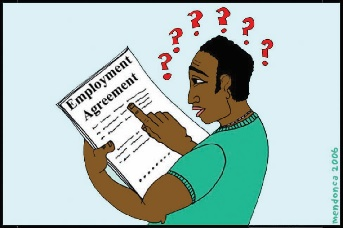 ? ? ? ? ? ?
Employment
Agreement
mendonca 2006